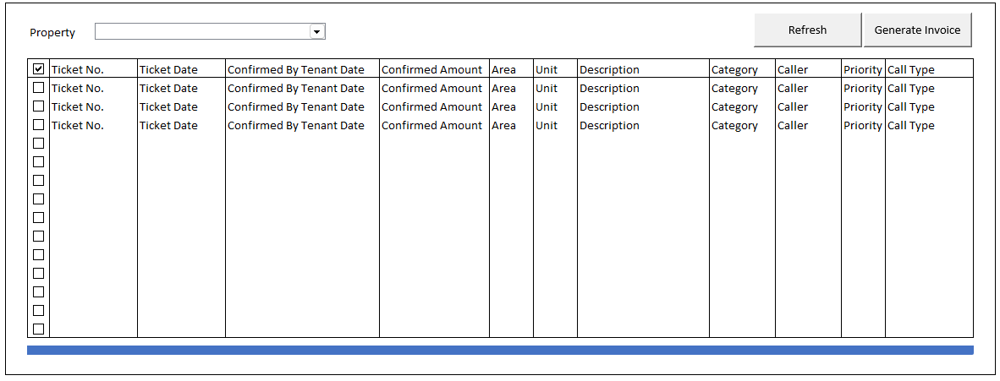 Property
Refresh
Generate Invoice
Ticket No. Ticket Date Confirmed By Tenant Date Confirmed Amount Area Unit Description Category Caller Priority Call Type
Ticket No. Ticket Date Confirmed By Tenant Date Confirmed Amount Area Unit Description Category Caller Priority Call Type
Ticket No. Ticket Date Confirmed By Tenant Date Confirmed Amount Area Unit Description Category Caller Priority Call Type
Ticket No. Ticket Date Confirmed By Tenant Date Confirmed Amount Area Unit Description Category Caller Priority Call Type